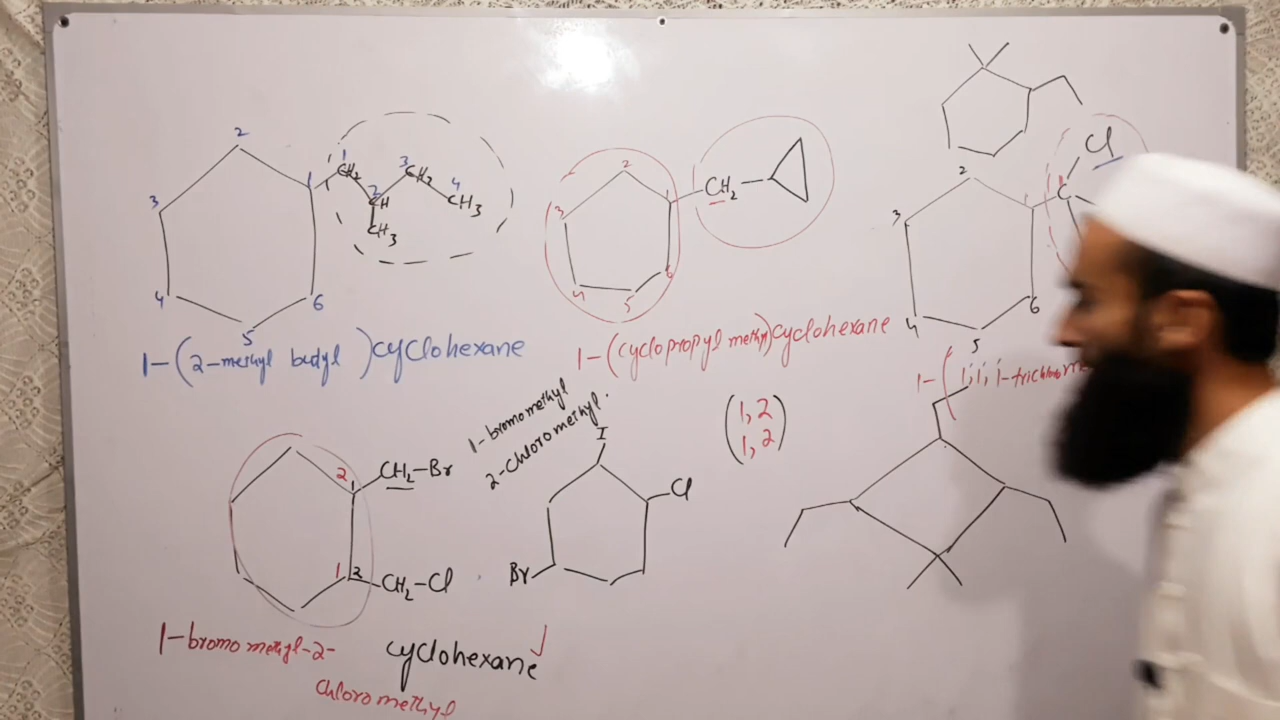 2
3
4
5
6
1
1
CH2
2
CH
CH3
3
CH2
4
CH3
1-(2-methyl butyl)cyclohexane
2
3
4
5
6
1
CH2
1-(cyclopropyl methyl)cyclohexane
2
3
4
5
6
1
C
Cl
1-(1,1,1-trichloro
2
1
CH2-Br
1
2
CH2-Cl
1-bromomethyl
2-Chloromethyl.
I
Cl
Br
(1,2
1,2)
1-bromo methyl-2-
chloro methyl
cyclohexane